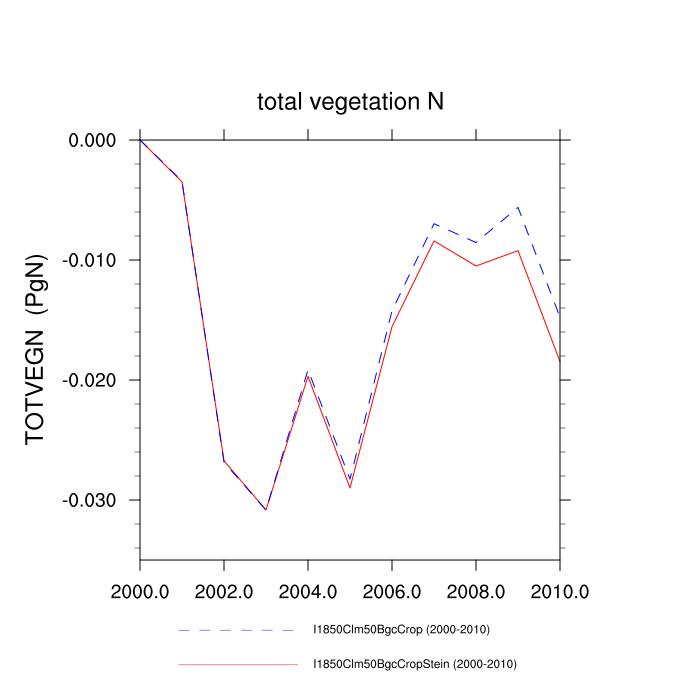 total vegetation N
TOTVEGN (PgN)
0.000
-0.010
-0.020
-0.030
2000.0 2002.0 2004.0 2006.0 2008.0 2010.0
I1850Clm50BgcCrop (2000-2010)
I1850Clm50BgcCropStein (2000-2010)